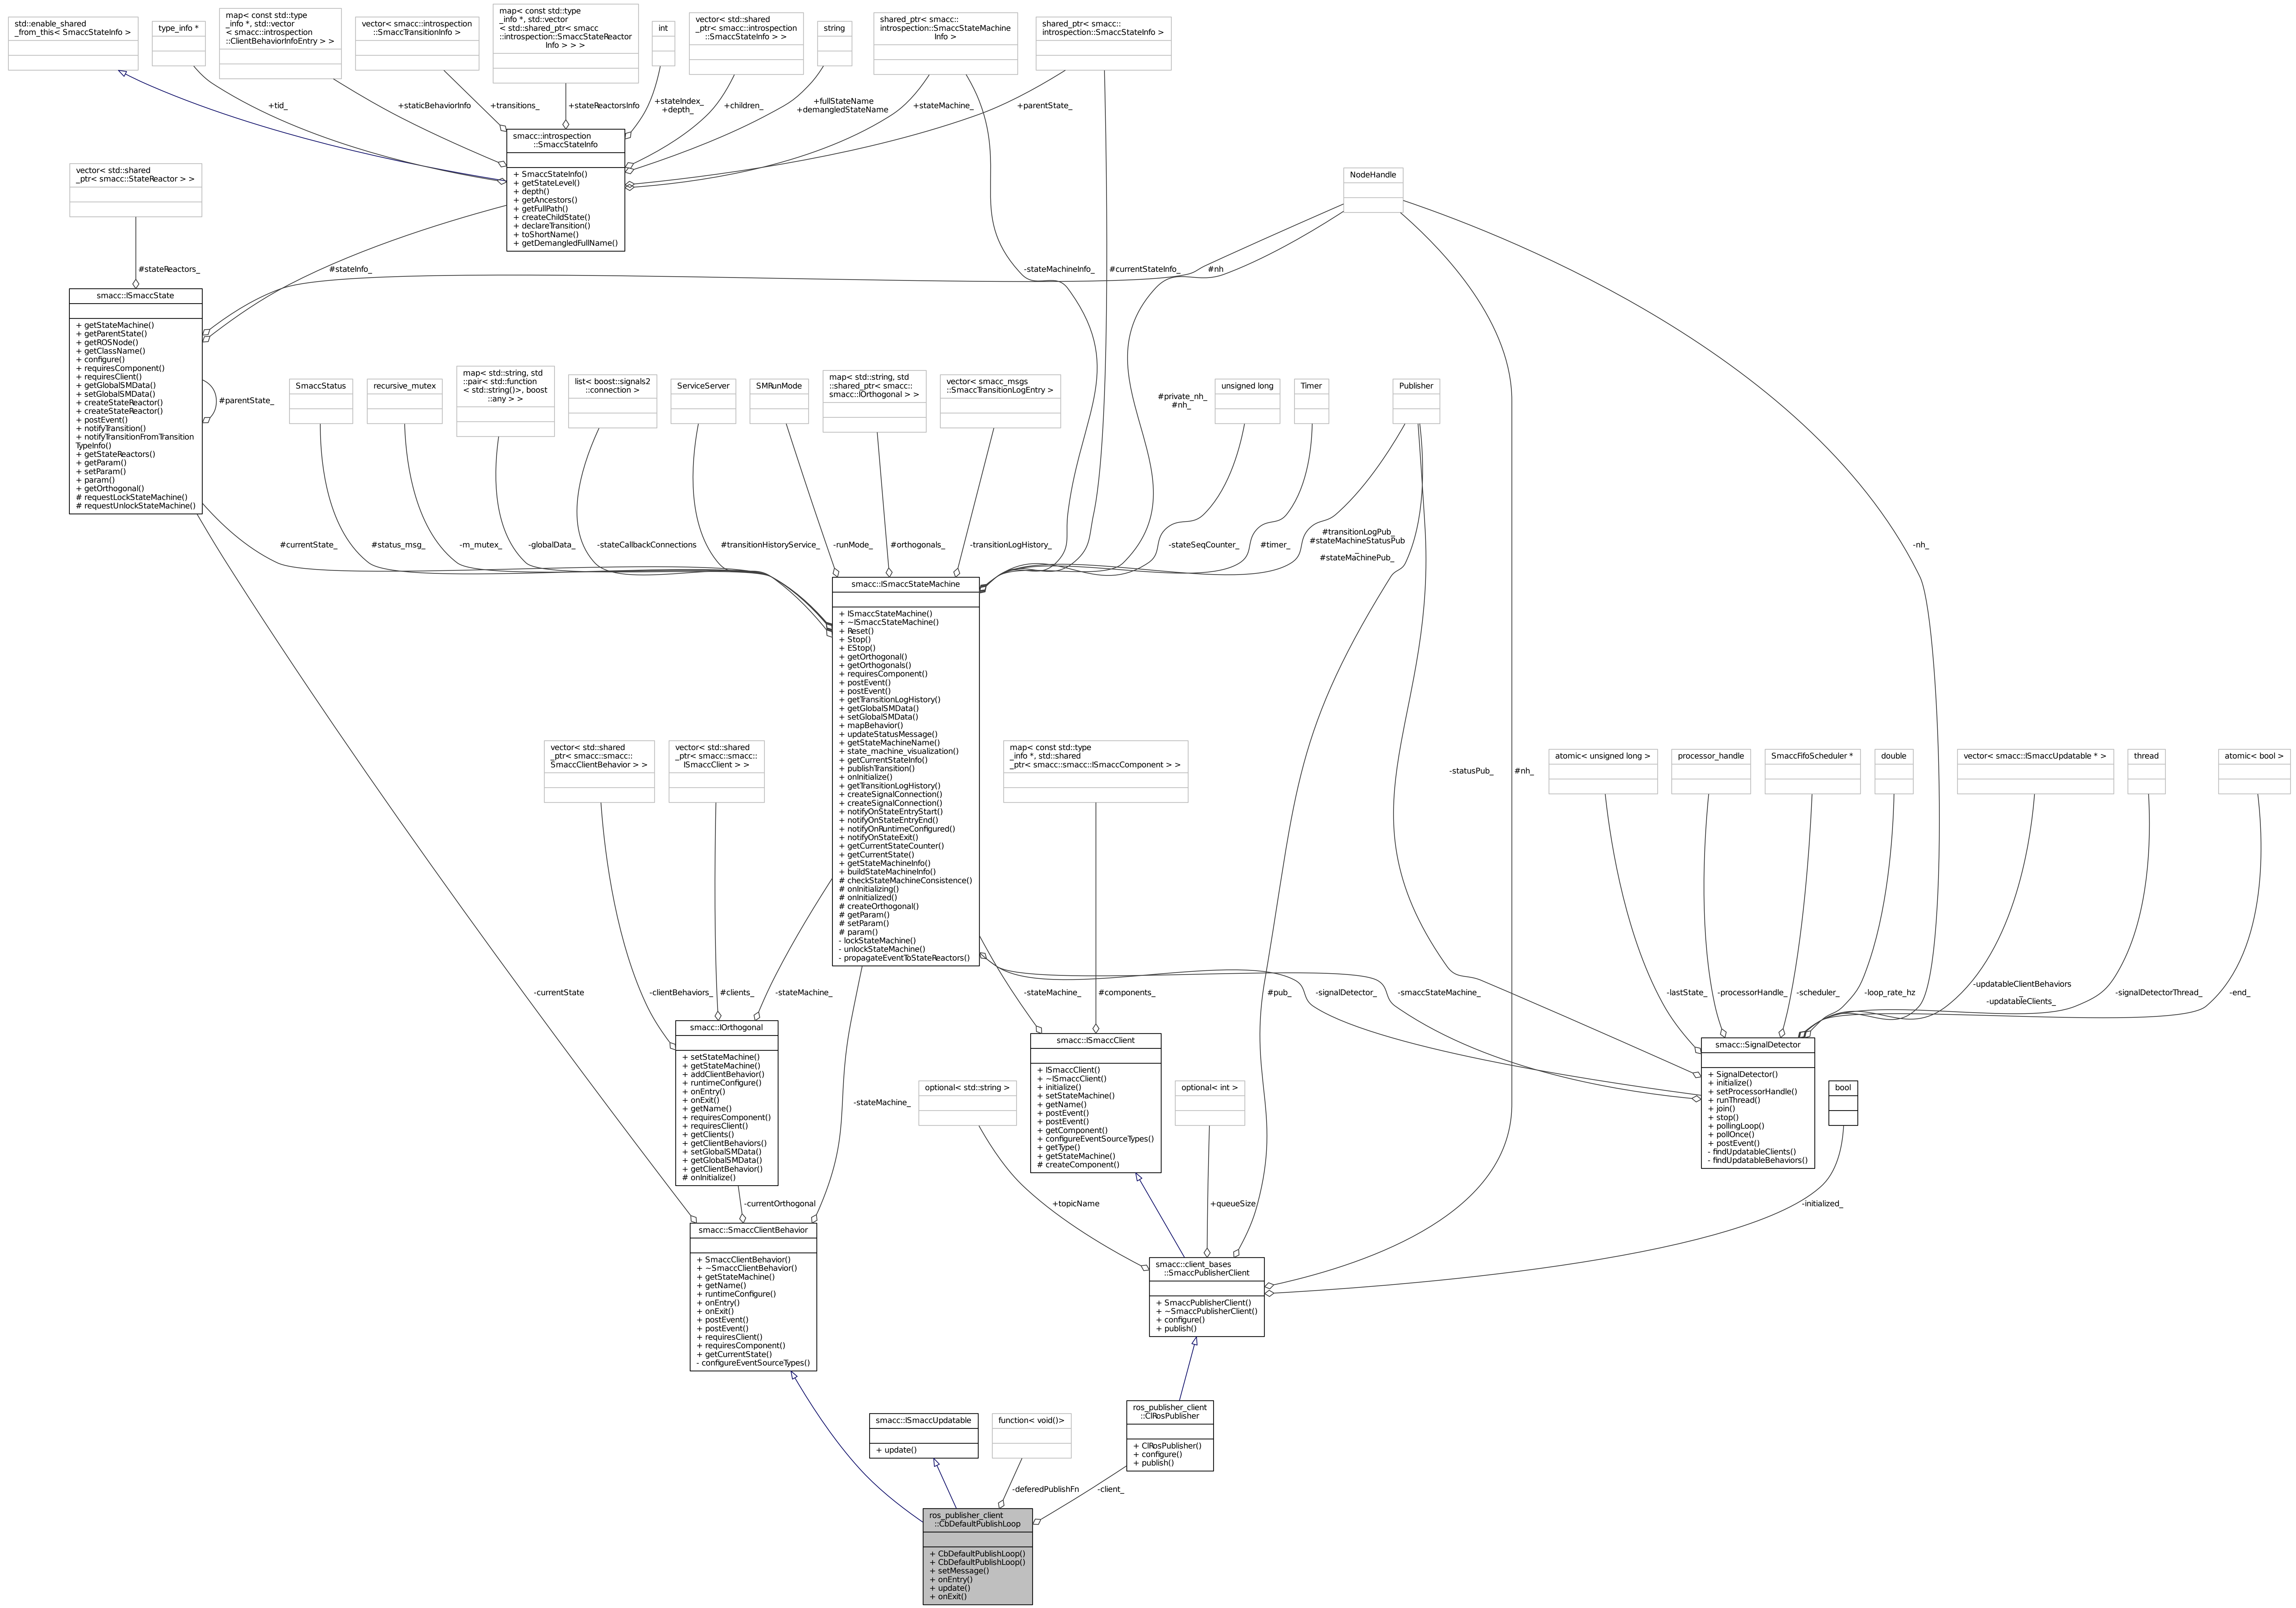 std::enable_shared
_from_this< SmaccStateInfo >
type_info *
map< const std::type
_info *, std::vector
< smacc::introspection
::ClientBehaviorInfoEntry > >
vector< smacc::introspection
::SmaccTransitionInfo >
map< const std::type
_info *, std::vector
< std::shared_ptr< smacc
::introspection::SmaccStateReactor
Info > > >
int
vector< std::shared
_ptr< smacc::introspection
::SmaccStateInfo > >
string
shared_ptr< smacc::
introspection::SmaccStateMachine
Info >
shared_ptr< smacc::
introspection::SmaccStateInfo >
+tid_
+staticBehaviorInfo
+transitions_
+stateReactorsInfo
+stateIndex_
+depth_
+children_
+fullStateName
+demangledStateName
+stateMachine_
+parentState_
smacc::introspection
::SmaccStateInfo
+ SmaccStateInfo()
+ getStateLevel()
+ depth()
+ getAncestors()
+ getFullPath()
+ createChildState()
+ declareTransition()
+ toShortName()
+ getDemangledFullName()
vector< std::shared
_ptr< smacc::StateReactor > >
NodeHandle
#stateReactors_
#stateInfo_
-stateMachineInfo_
#currentStateInfo_
#nh
smacc::ISmaccState
+ getStateMachine()
+ getParentState()
+ getROSNode()
+ getClassName()
+ configure()
+ requiresComponent()
+ requiresClient()
+ getGlobalSMData()
+ setGlobalSMData()
+ createStateReactor()
+ createStateReactor()
+ postEvent()
+ notifyTransition()
+ notifyTransitionFromTransition
TypeInfo()
+ getStateReactors()
+ getParam()
+ setParam()
+ param()
+ getOrthogonal()
# requestLockStateMachine()
# requestUnlockStateMachine()
#parentState_
SmaccStatus
recursive_mutex
map< std::string, std
::pair< std::function
< std::string()>, boost
::any > >
list< boost::signals2
::connection >
ServiceServer
SMRunMode
map< std::string, std
::shared_ptr< smacc::
smacc::IOrthogonal > >
vector< smacc_msgs
::SmaccTransitionLogEntry >
#private_nh_
#nh_
unsigned long
Timer
Publisher
#currentState_
#status_msg_
-m_mutex_
-globalData_
-stateCallbackConnections
#transitionHistoryService_
-runMode_
#orthogonals_
-transitionLogHistory_
-stateSeqCounter_
#timer_
#transitionLogPub_
#stateMachineStatusPub
_
#stateMachinePub_
-nh_
smacc::ISmaccStateMachine
+ ISmaccStateMachine()
+ ~ISmaccStateMachine()
+ Reset()
+ Stop()
+ EStop()
+ getOrthogonal()
+ getOrthogonals()
+ requiresComponent()
+ postEvent()
+ postEvent()
+ getTransitionLogHistory()
+ getGlobalSMData()
+ setGlobalSMData()
+ mapBehavior()
+ updateStatusMessage()
+ getStateMachineName()
+ state_machine_visualization()
+ getCurrentStateInfo()
+ publishTransition()
+ onInitialize()
+ getTransitionLogHistory()
+ createSignalConnection()
+ createSignalConnection()
+ notifyOnStateEntryStart()
+ notifyOnStateEntryEnd()
+ notifyOnRuntimeConfigured()
+ notifyOnStateExit()
+ getCurrentStateCounter()
+ getCurrentState()
+ getStateMachineInfo()
+ buildStateMachineInfo()
# checkStateMachineConsistence()
# onInitializing()
# onInitialized()
# createOrthogonal()
# getParam()
# setParam()
# param()
- lockStateMachine()
- unlockStateMachine()
- propagateEventToStateReactors()
vector< std::shared
_ptr< smacc::smacc::
SmaccClientBehavior > >
vector< std::shared
_ptr< smacc::smacc::
ISmaccClient > >
map< const std::type
_info *, std::shared
_ptr< smacc::smacc::ISmaccComponent > >
-statusPub_
#nh_
atomic< unsigned long >
processor_handle
SmaccFifoScheduler *
double
vector< smacc::ISmaccUpdatable * >
thread
atomic< bool >
-currentState
-clientBehaviors_
#clients_
-stateMachine_
-stateMachine_
#components_
#pub_
-signalDetector_
-smaccStateMachine_
-lastState_
-processorHandle_
-scheduler_
-loop_rate_hz
-updatableClientBehaviors
_
-updatableClients_
-signalDetectorThread_
-end_
smacc::IOrthogonal
+ setStateMachine()
+ getStateMachine()
+ addClientBehavior()
+ runtimeConfigure()
+ onEntry()
+ onExit()
+ getName()
+ requiresComponent()
+ requiresClient()
+ getClients()
+ getClientBehaviors()
+ setGlobalSMData()
+ getGlobalSMData()
+ getClientBehavior()
# onInitialize()
-stateMachine_
optional< std::string >
smacc::ISmaccClient
+ ISmaccClient()
+ ~ISmaccClient()
+ initialize()
+ setStateMachine()
+ getName()
+ postEvent()
+ postEvent()
+ getComponent()
+ configureEventSourceTypes()
+ getType()
+ getStateMachine()
# createComponent()
optional< int >
smacc::SignalDetector
+ SignalDetector()
+ initialize()
+ setProcessorHandle()
+ runThread()
+ join()
+ stop()
+ pollingLoop()
+ pollOnce()
+ postEvent()
- findUpdatableClients()
- findUpdatableBehaviors()
bool
-currentOrthogonal
+topicName
+queueSize
-initialized_
smacc::SmaccClientBehavior
+ SmaccClientBehavior()
+ ~SmaccClientBehavior()
+ getStateMachine()
+ getName()
+ runtimeConfigure()
+ onEntry()
+ onExit()
+ postEvent()
+ postEvent()
+ requiresClient()
+ requiresComponent()
+ getCurrentState()
- configureEventSourceTypes()
smacc::client_bases
::SmaccPublisherClient
+ SmaccPublisherClient()
+ ~SmaccPublisherClient()
+ configure()
+ publish()
smacc::ISmaccUpdatable
+ update()
function< void()>
ros_publisher_client
::ClRosPublisher
+ ClRosPublisher()
+ configure()
+ publish()
-deferedPublishFn
-client_
ros_publisher_client
::CbDefaultPublishLoop
+ CbDefaultPublishLoop()
+ CbDefaultPublishLoop()
+ setMessage()
+ onEntry()
+ update()
+ onExit()